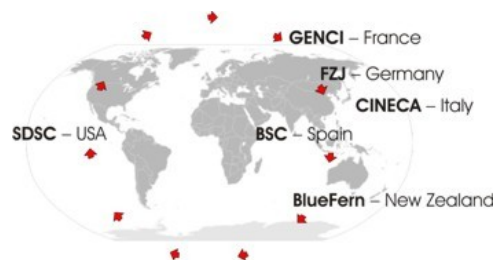 GENCI – France
FZJ – Germany
CINECA – Italy
SDSC – USA
BSC – Spain
BlueFern – New Zealand